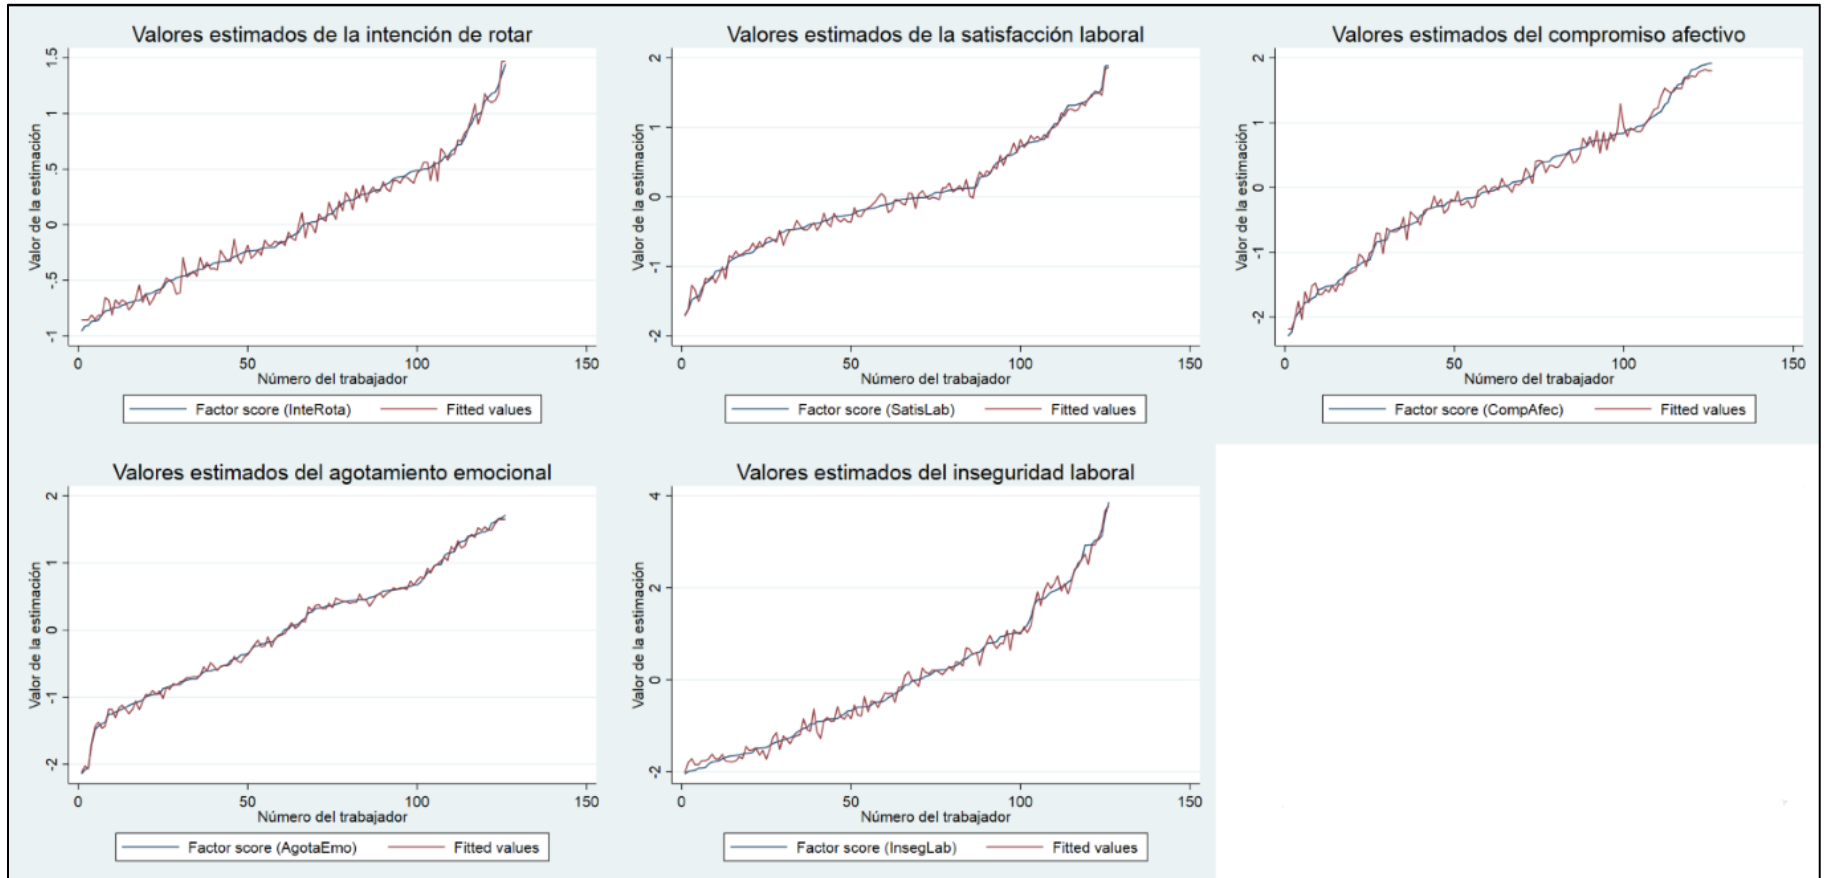 Valores estimados de la intención de rotar
Valor de la estimación
1.5
1
.5
0
-.5
-1
0 50 100 150
Número del trabajador
Factor score (InteRota) Fitted values
Valores estimados de la satisfacción laboral
Valor de la estimación
2
1
0
-1
-2
0 50 100 150
Número del trabajador
Factor score (SatisLab) Fitted values
Valores estimados del compromiso afectivo
Valor de la estimación
2
1
0
-1
-2
0 50 100 150
Número del trabajador
Factor score (CompAfec) Fitted values
Valores estimados del agotamiento emocional
Valor de la estimación
2
1
0
-1
-2
0 50 100 150
Número del trabajador
Factor score (AgotaEmo) Fitted values
Valores estimados del inseguridad laboral
Valor de la estimación
4
2
0
-2
0 50 100 150
Número del trabajador
Factor score (InsegLab) Fitted values